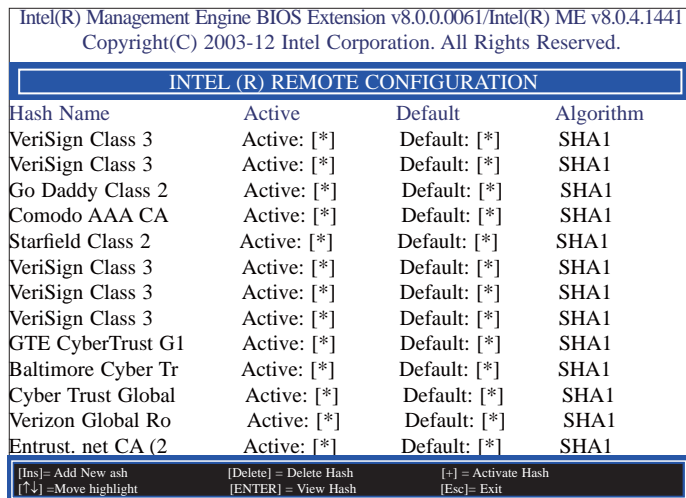 Intel(R) Management Engine BIOS Extension v8.0.0.0061/Intel(R) ME v8.0.4.1441
Copyright(C) 2003-12 Intel Corporation. All Rights Reserved.
INTEL (R) REMOTE CONFIGURATION
Hash Name Active Default Algorithm
VeriSign Class 3 Active: [*] Default: [*] SHA1
VeriSign Class 3 Active: [*] Default: [*] SHA1
Go Daddy Class 2 Active: [*] Default: [*] SHA1
Comodo AAA CA Active: [*] Default: [*] SHA1
Starfield Class 2 Active: [*] Default: [*] SHA1
VeriSign Class 3 Active: [*] Default: [*] SHA1
VeriSign Class 3 Active: [*] Default: [*] SHA1
VeriSign Class 3 Active: [*] Default: [*] SHA1
GTE CyberTrust G1 Active: [*] Default: [*] SHA1
Baltimore Cyber Tr Active: [*] Default: [*] SHA1
Cyber Trust Global Active: [*] Default: [*] SHA1
Verizon Global Ro Active: [*] Default: [*] SHA1
Entrust. net CA (2 Active: [*] Default: [*] SHA1
[Ins]= Add New ash [Delete] = Delete Hash [+] = Activate Hash
[↑↓] =Move highlight [ENTER] = View Hash [Esc]= Exit